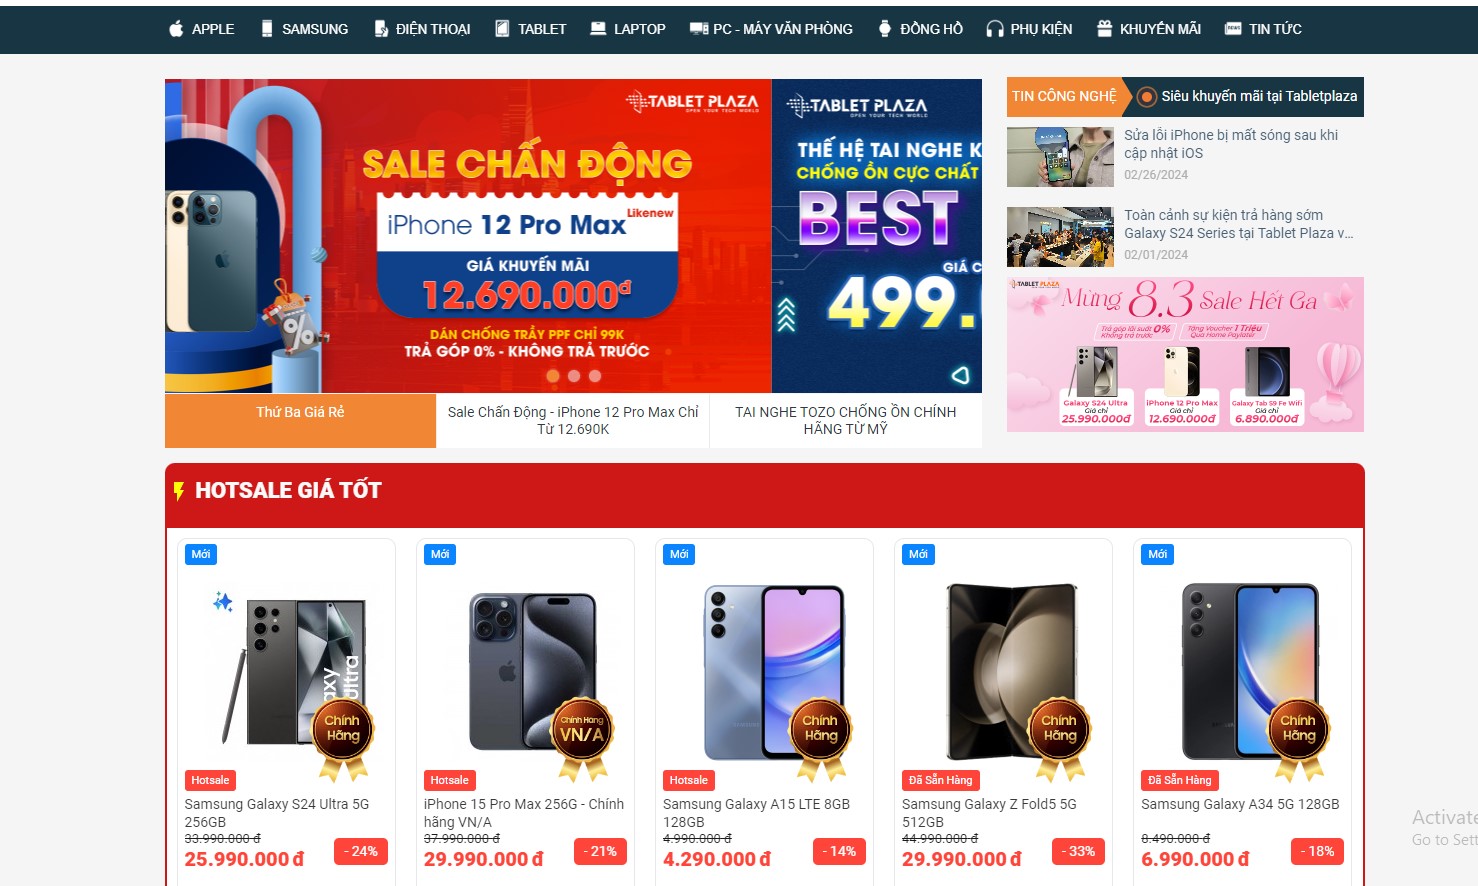 APPLE SAMSUNG ĐIỆN THOẠI TABLET LAPTOP PC - MÁY VĂN PHÒNG ĐỒNG HỒ PHỤ KIỆN KHUYẾN MÃI TIN TỨC
TABLET PLAZA
OPEN YOUR TECH WORLD
SALE CHẤN ĐỘNG
iPhone 12 Pro Max
Likenew
GIÁ KHUYẾN MÃI
12.690.000đ
DÁN CHỐNG TRẦY PPF CHỈ 99K
TRẢ GÓP 0% - KHÔNG TRẢ TRƯỚC
%
TABLET PLAZA
OPEN YOUR TECH WORLD
THẾ HỆ TAI NGHE K
CHỐNG ỒN CỰC CHẤT
BEST
GIÁ C
499.
Thứ Ba Giá Rẻ
Sale Chấn Động - iPhone 12 Pro Max Chỉ
Từ 12.690K
TAI NGHE TOZO CHỐNG ỒN CHÍNH
HÃNG TỪ MỸ
TIN CÔNG NGHỆ
Siêu khuyến mãi tại Tabletplaza
Sửa lỗi iPhone bị mất sóng sau khi
cập nhật iOS
02/26/2024
Toàn cảnh sự kiện trả hàng sớm
Galaxy S24 Series tại Tablet Plaza v...
02/01/2024
TABLET PLAZA
Mừng 8.3 Sale Hết Ga
Trả góp lãi suất 0%
Không trả trước
Tặng Voucher 1 Triệu
Qua Home Paylater
Galaxy S24 Ultra
Giá chỉ
25.990.000đ
iPhone 12 Pro Max
Giá chỉ
12.690.000đ
Galaxy Tab S9 Fe Wifi
Giá chỉ
6.890.000đ
HOTSALE GIÁ TỐT
Mới
Galaxy
Ultra
Chính
Hãng
Hotsale
Samsung Galaxy S24 Ultra 5G
256GB
33.990.000 đ
25.990.000 đ
- 24%
Mới
Chính Hãng
VN/A
Hotsale
iPhone 15 Pro Max 256G - Chính
hãng VN/A
37.990.000 đ
29.990.000 đ
- 21%
Mới
SAMSUNG
Chính
Hãng
Hotsale
Samsung Galaxy A15 LTE 8GB
128GB
4.990.000 đ
4.290.000 đ
- 14%
Mới
Chính
Hãng
Đã Sẵn Hàng
Samsung Galaxy Z Fold5 5G
512GB
44.990.000 đ
29.990.000 đ
- 33%
Mới
SAMSUNG
Chính
Hãng
Đã Sẵn Hàng
Samsung Galaxy A34 5G 128GB
8.490.000 đ
6.990.000 đ
- 18%
Activate
Go to Sett